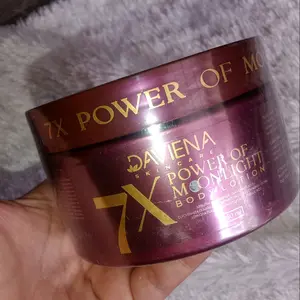 7X POWER OF MO
DAVIENA
SKINCARE
7X
POWER OF
MOONLIGHT
BODY LOTION